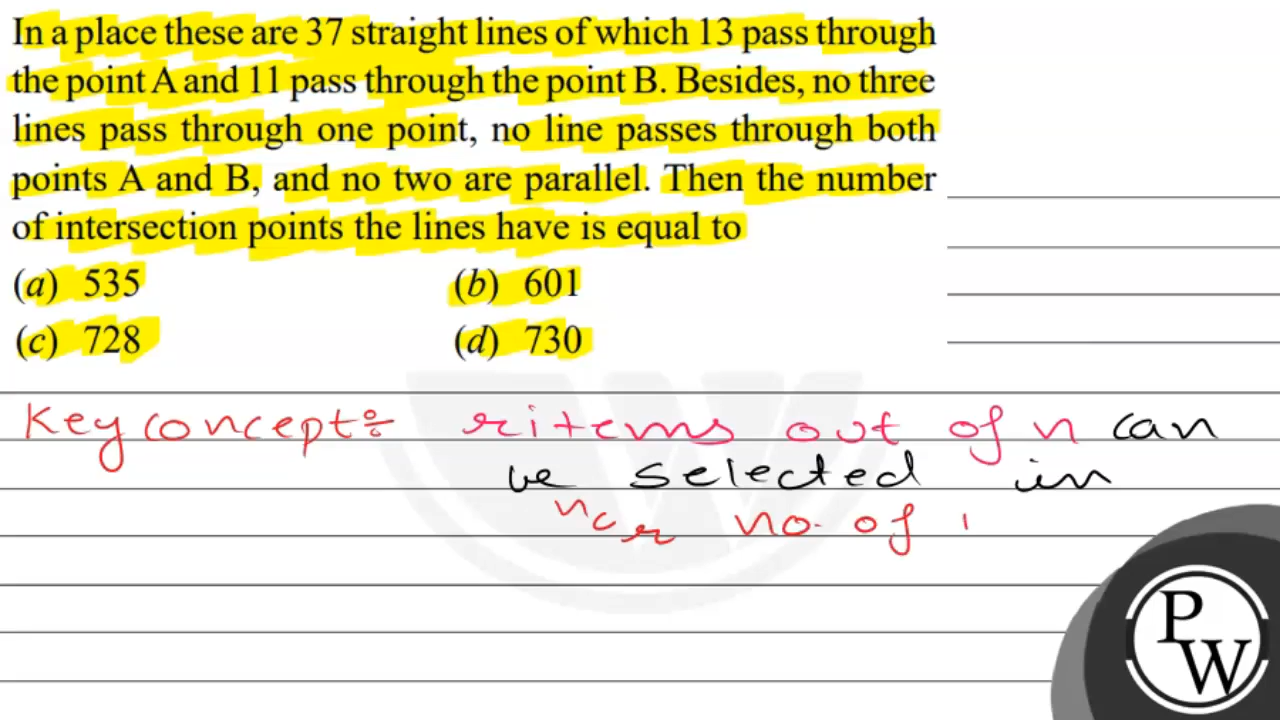 In a place these are 37 straight lines of which 13 pass through
the point A and 11 pass through the point B. Besides, no three
lines pass through one point, no line passes through both
points A and B, and no two are parallel. Then the number
of intersection points the lines have is equal to
(a) 535 (b) 601
(c) 728 (d) 730
Key concept÷ r items out of n can
be selected in
ncr no. of
P
W